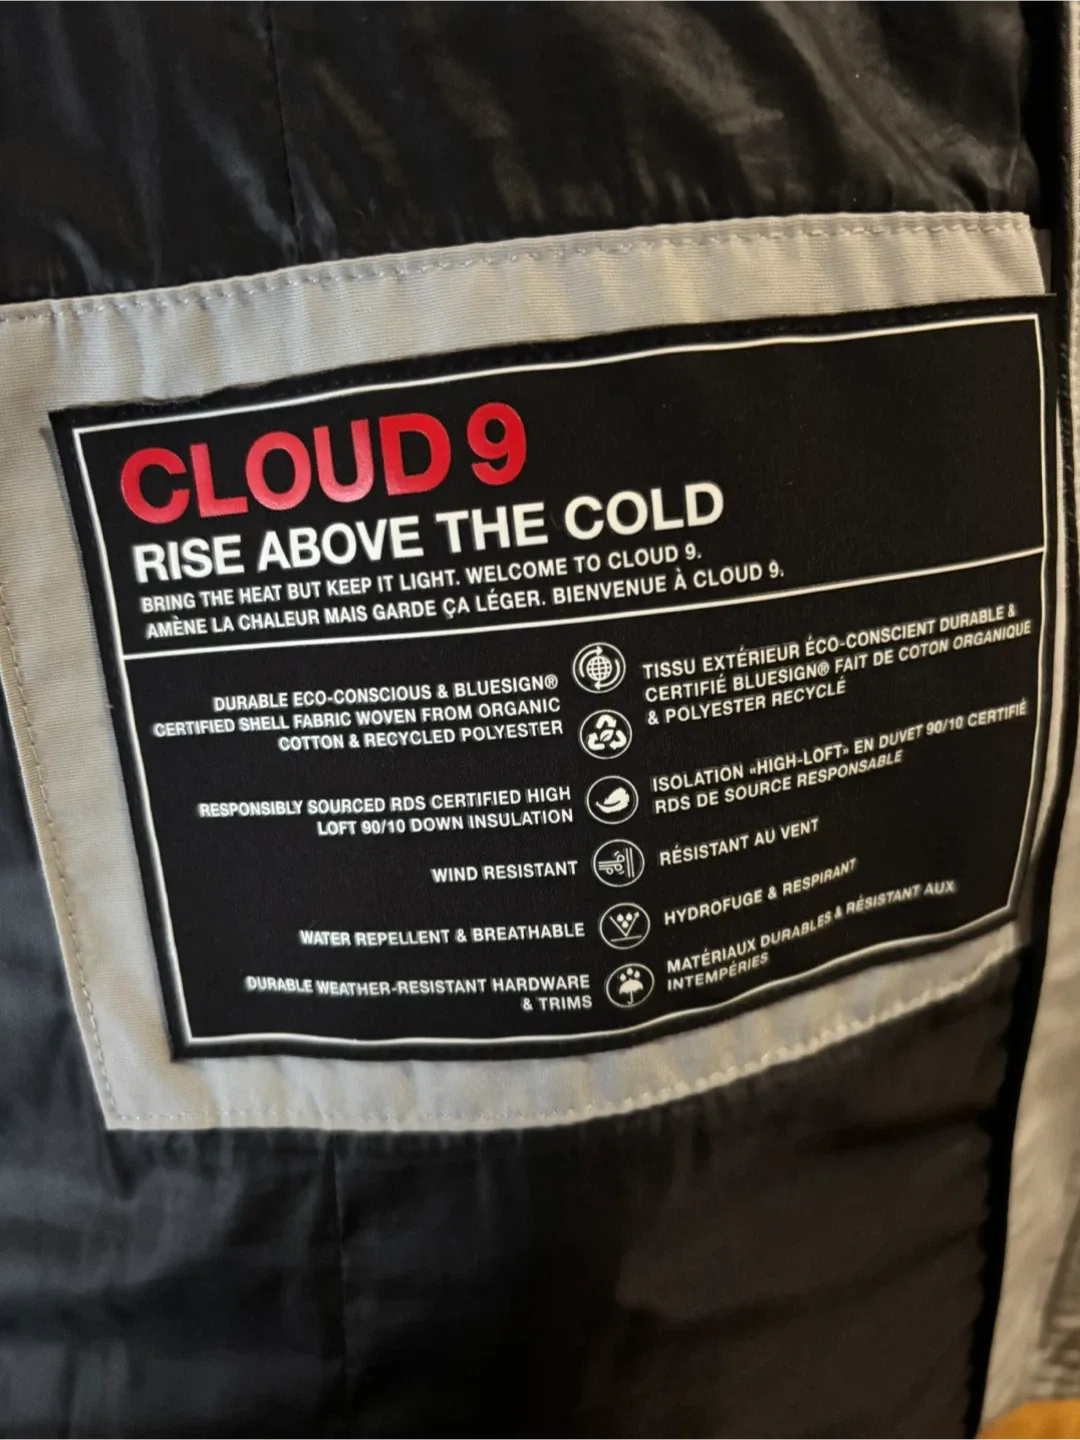 CLOUD 9
RISE ABOVE THE COLD
BRING THE HEAT BUT KEEP IT LIGHT. WELCOME TO CLOUD 9.
AMÈNE LA CHALEUR MAIS GARDE ÇA LÉGER. BIENVENUE À CLOUD 9.
DURABLE ECO-CONSCIOUS & BLUESIGN®
CERTIFIED SHELL FABRIC WOVEN FROM ORGANIC
COTTON & RECYCLED POLYESTER
TISSU EXTÉRIEUR ÉCO-CONSCIENT DURABLE &
CERTIFIÉ BLUESIGN® FAIT DE COTON ORGANIQUE
& POLYESTER RECYCLÉ
RESPONSIBLY SOURCED RDS CERTIFIED HIGH
LOFT 90/10 DOWN INSULATION
ISOLATION «HIGH-LOFT» EN DUVET 90/10 CERTIFIÉ
RDS DE SOURCE RESPONSABLE
WIND RESISTANT
RÉSISTANT AU VENT
WATER REPELLENT & BREATHABLE
HYDROFUGE & RESPIRANT
DURABLE WEATHER-RESISTANT HARDWARE
& TRIMS
MATÉRIAUX DURABLES & RÉSISTANT AUX
INTEMPÉRIES